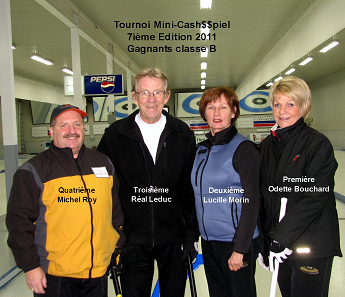 Tournoi Mini-Cash$$piel
7ième Edition 2011
Gagnants classe B
PEPSI
Quatrième
Michel Roy
Troisième
Réal Leduc
Deuxième
Lucille Morin
Première
Odette Bouchard